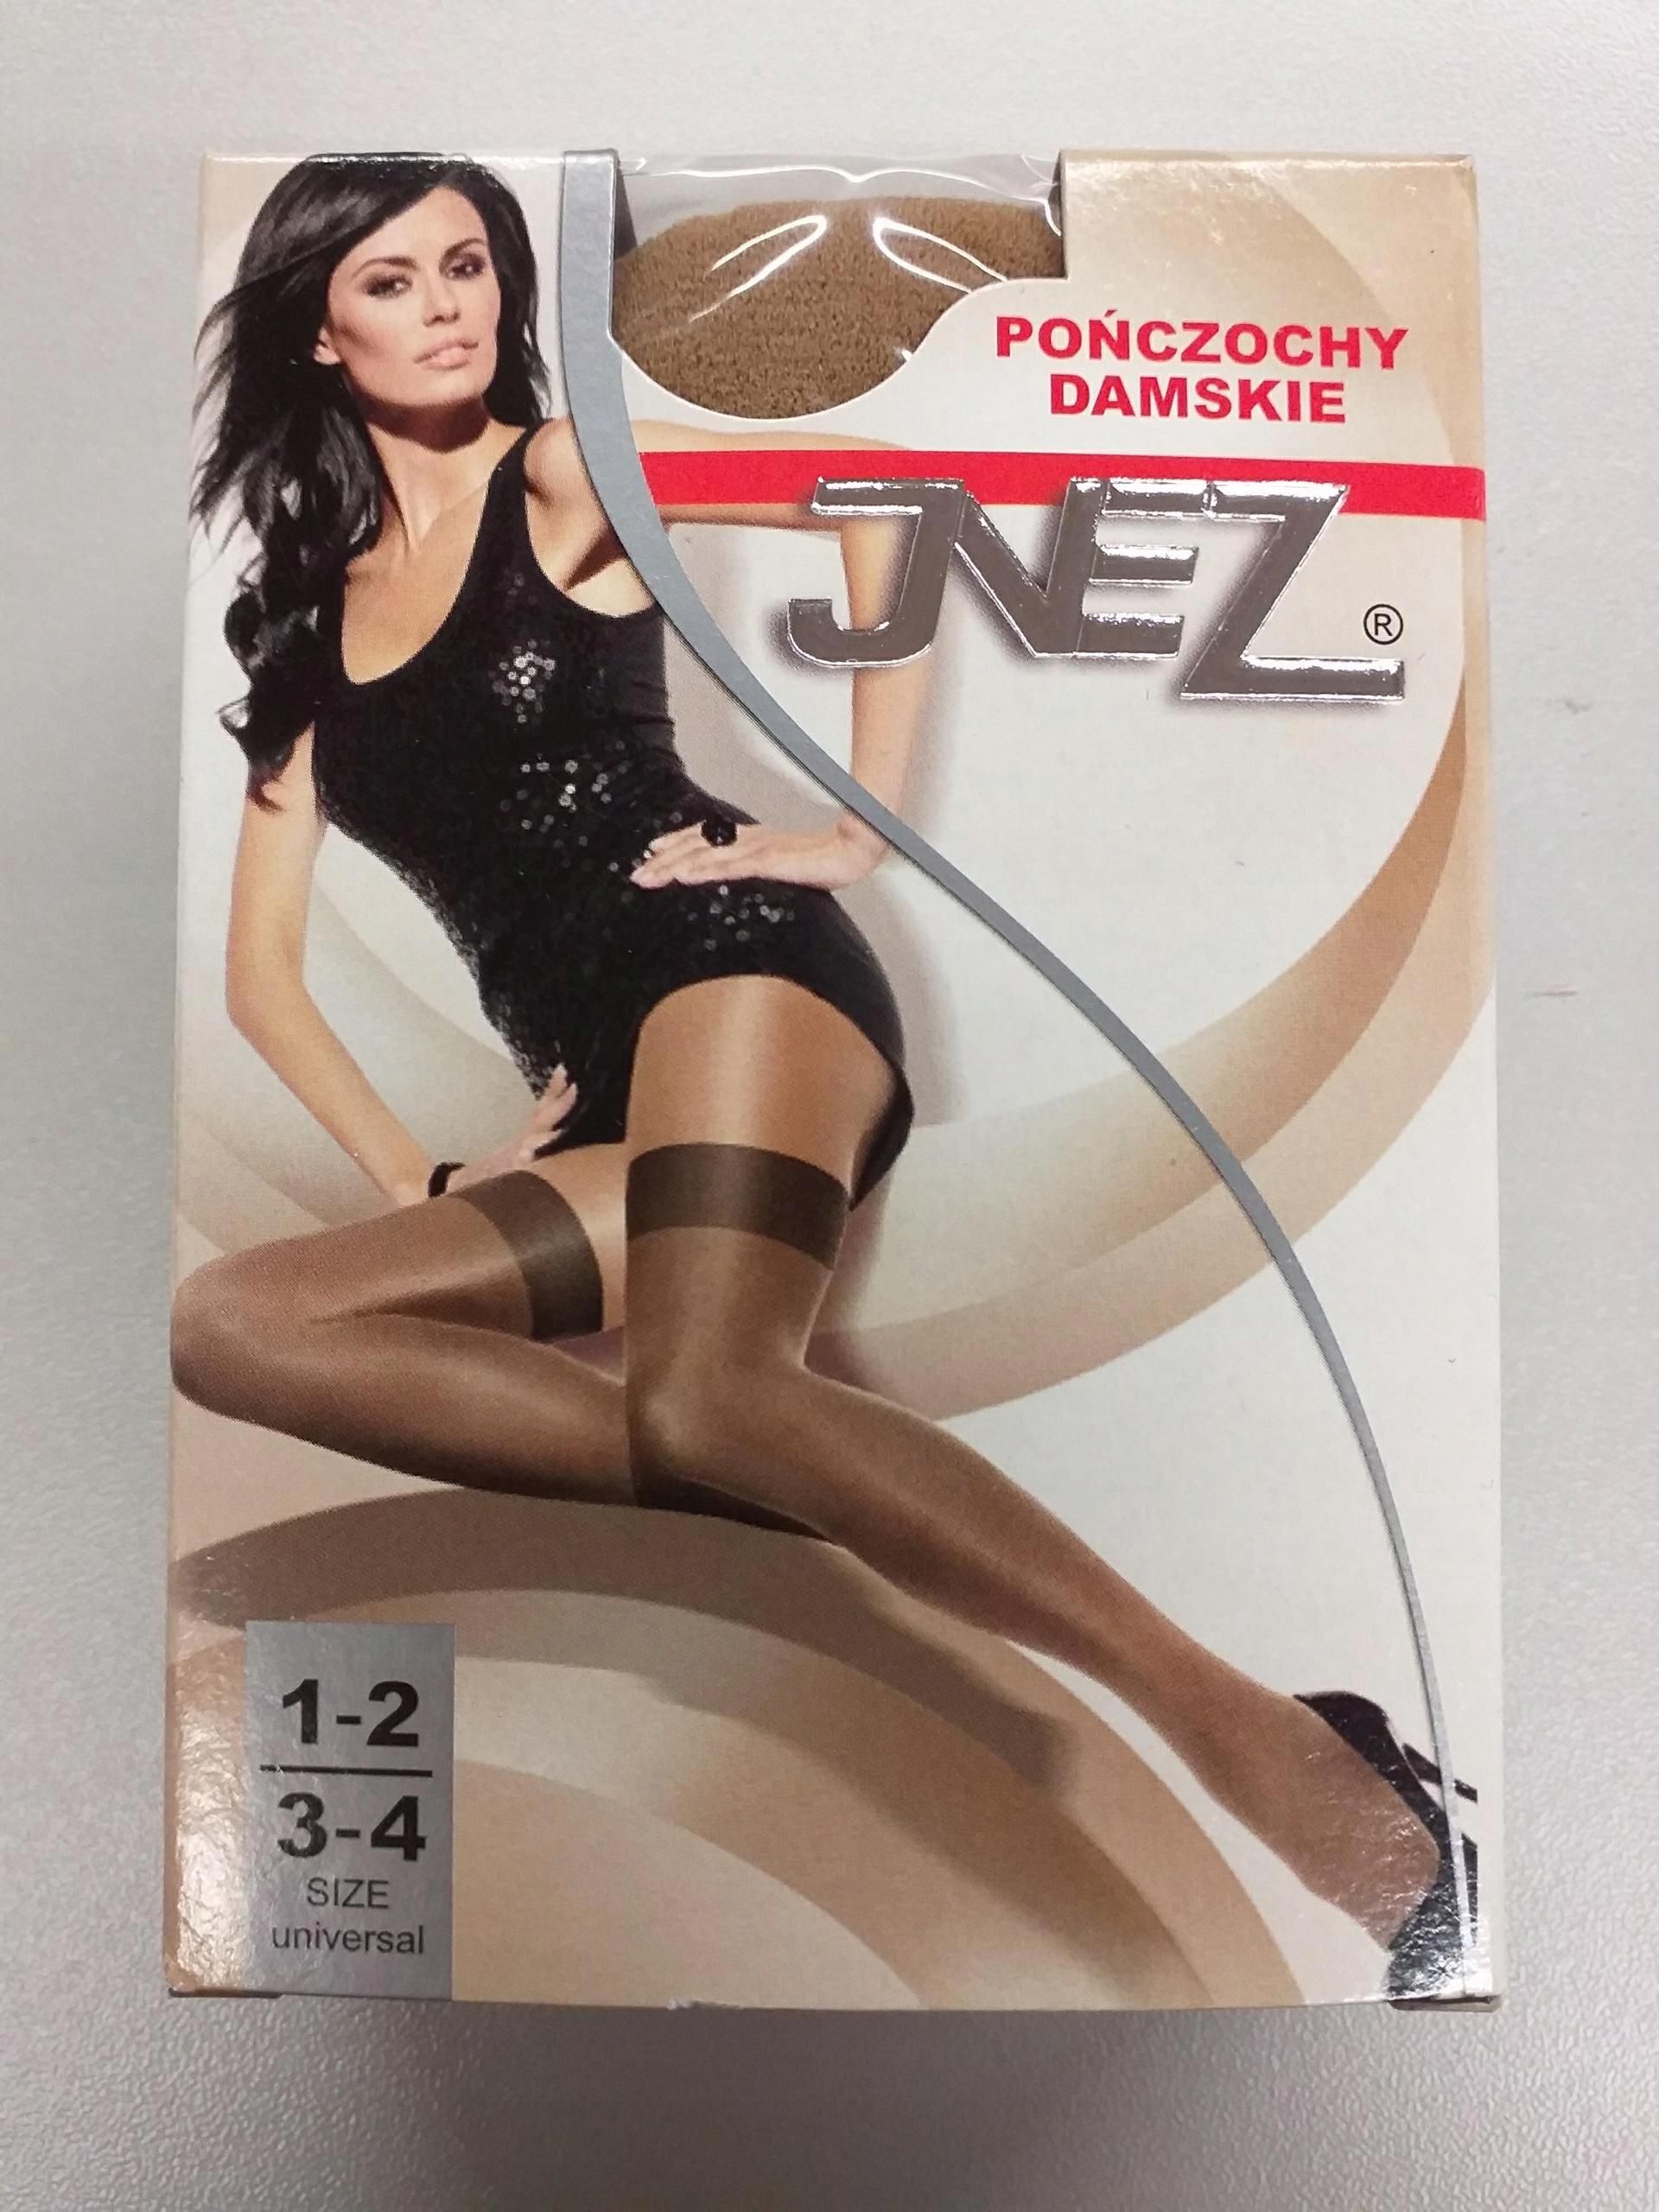 POŃCZOCHY
DAMSKIE
JNEZ ®
1-2
3-4
SIZE
universal